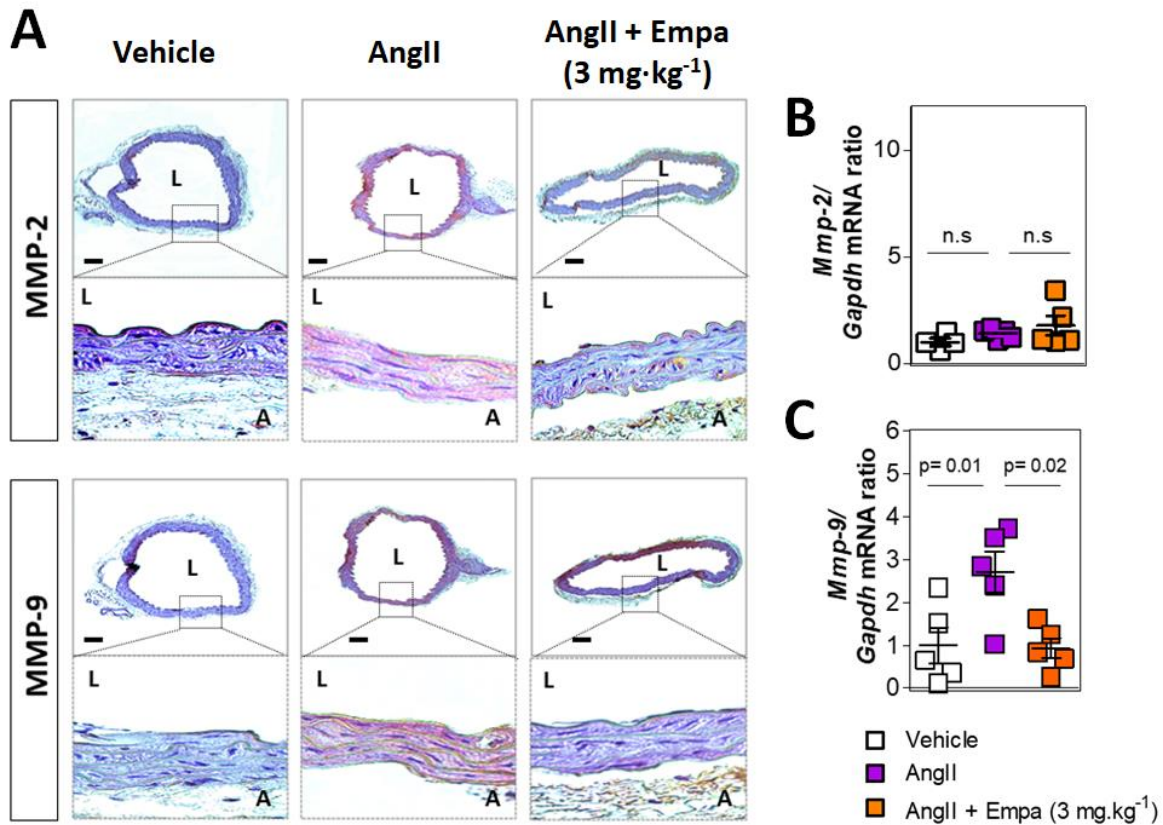 A
Vehicle
AngII
AngII + Empa
(3 mg·kg⁻¹)
MMP-2
L
L
L
L
A
L
A
L
A
MMP-9
L
L
L
L
A
L
A
L
A
B
Mmp-2/
Gapdh mRNA ratio
10
5
0
n.s
n.s
C
Mmp-9/
Gapdh mRNA ratio
6
5
4
3
2
1
0
p= 0.01
p= 0.02
Vehicle
AngII
AngII + Empa (3 mg.kg⁻¹)